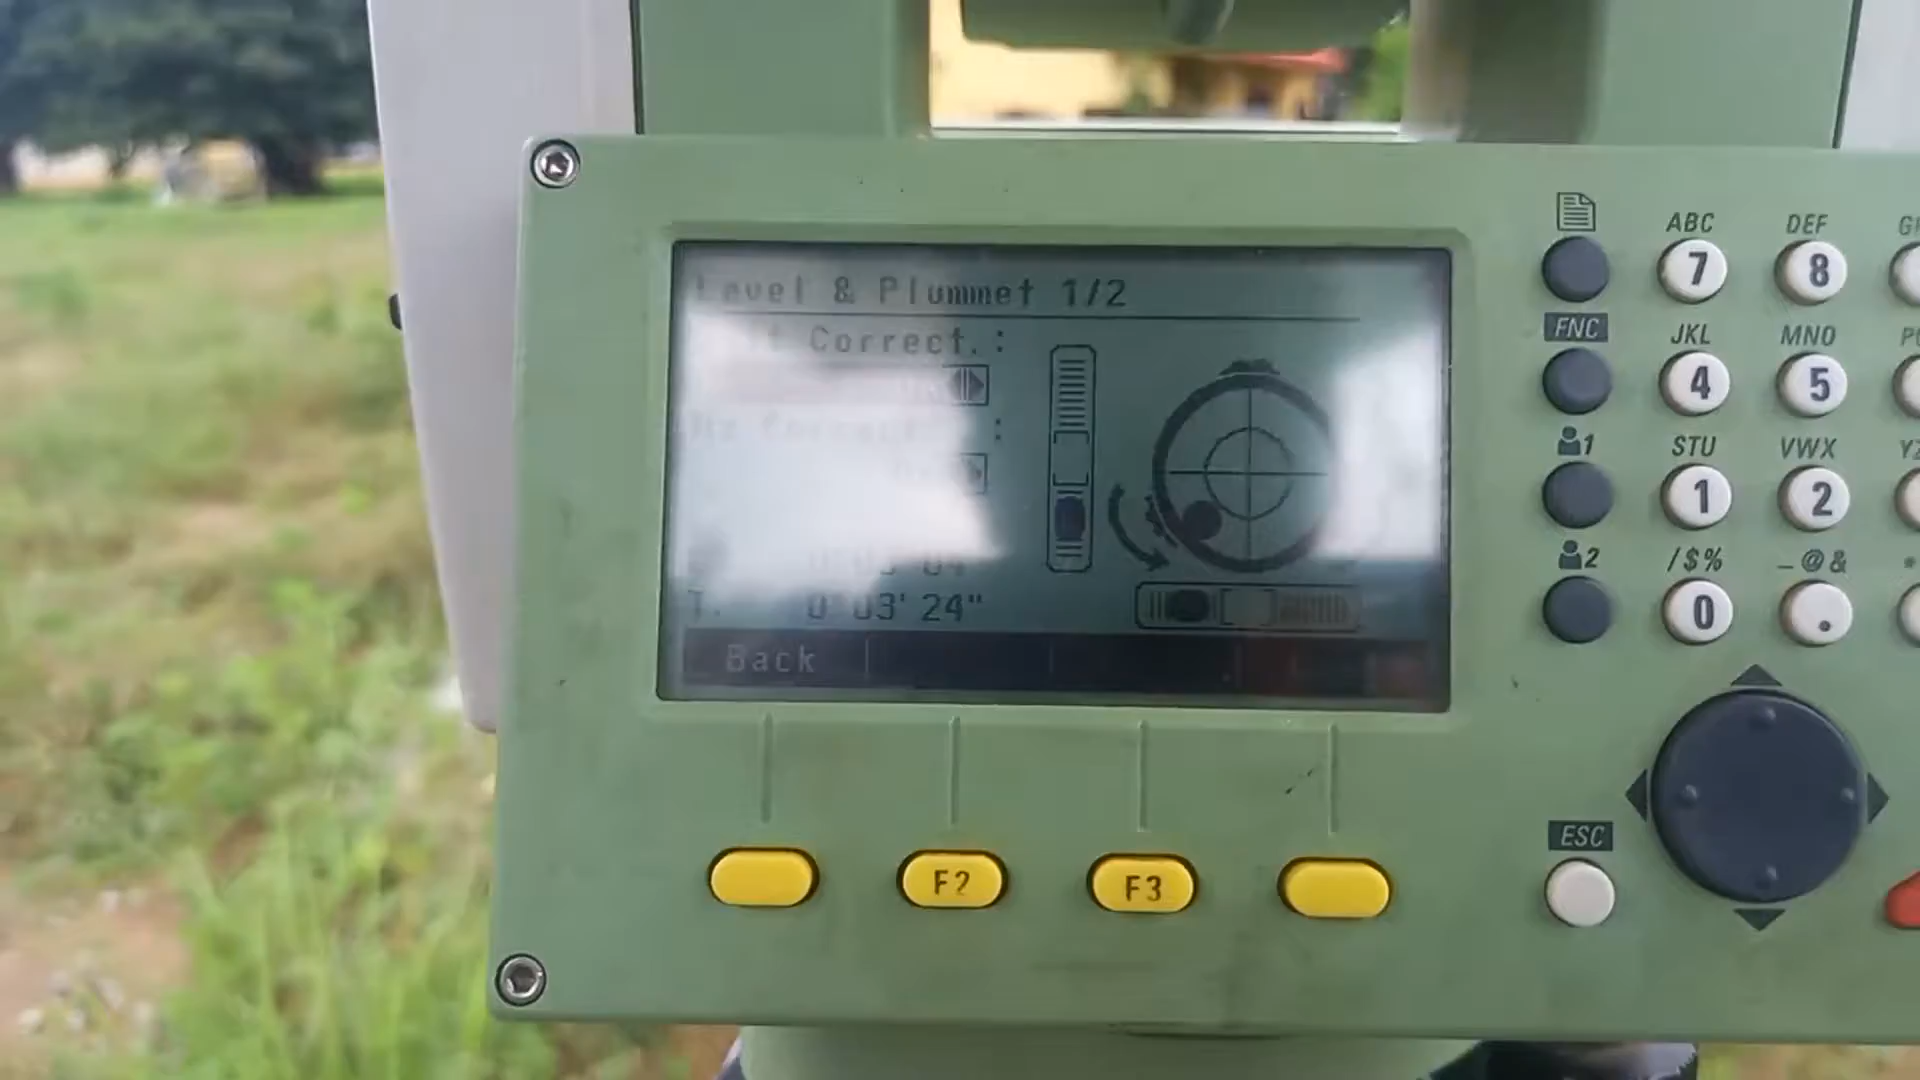 Level & Plummet 1/2
Correct. :
T. 0°03'24"
Back
F2
F3
FNC
1
2
ESC
ABC
7
DEF
8
JKL
4
MNO
5
STU
1
VWX
2
/$%
0
_@&
.